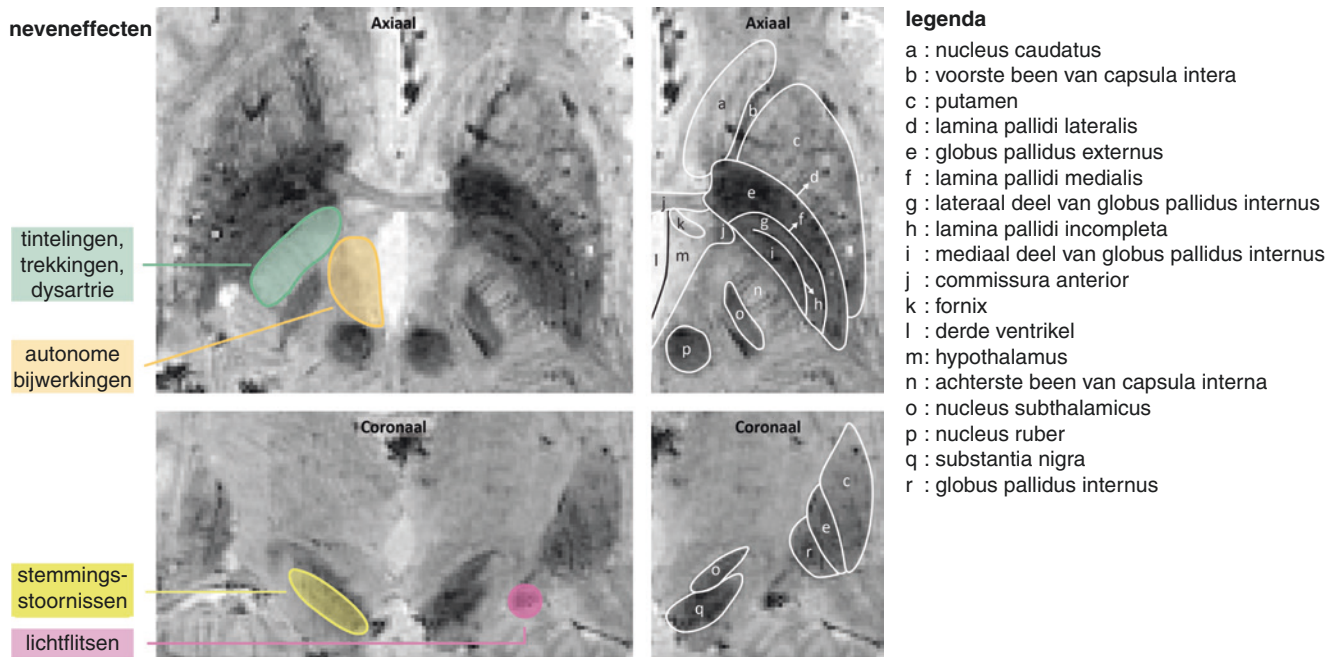 neveneffecten
Axiaal
tintelingen,
trekkingen,
dysartrie
autonome
bijwerkingen
Coronaal
stemmings-
stoornissen
lichtflitsen
Axiaal
a
b
c
d
e
f
g
h
i
j
j
k
l
m
n
o
p
Coronaal
c
e
r
o
q
legenda
a : nucleus caudatus
b : voorste been van capsula intera
c : putamen
d : lamina pallidi lateralis
e : globus pallidus externus
f : lamina pallidi medialis
g : lateraal deel van globus pallidus internus
h : lamina pallidi incompleta
i : mediaal deel van globus pallidus internus
j : commissura anterior
k : fornix
l : derde ventrikel
m : hypothalamus
n : achterste been van capsula interna
o : nucleus subthalamicus
p : nucleus ruber
q : substantia nigra
r : globus pallidus internus